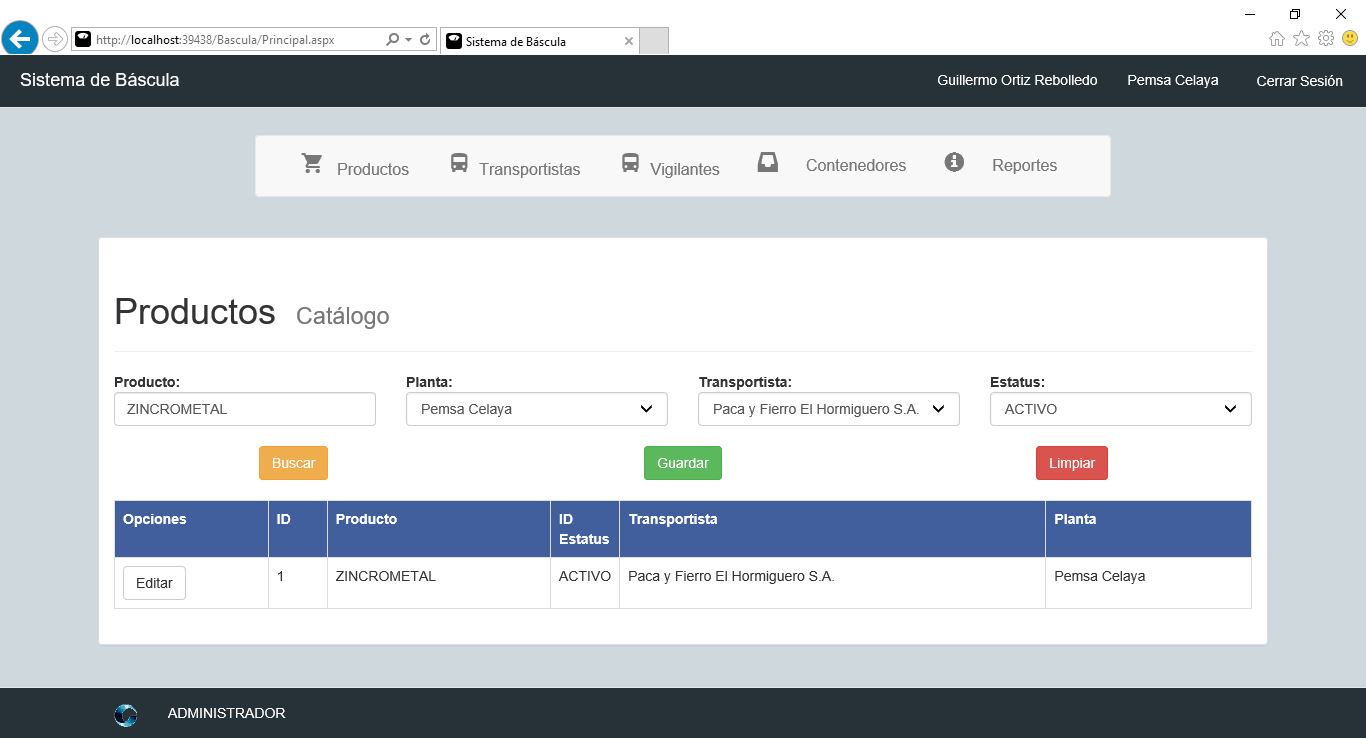 http://localhost:39438/Bascula/Principal.aspx
Sistema de Báscula
Sistema de Báscula
Guillermo Ortiz Rebolledo
Pemsa Celaya
Cerrar Sesión
Productos
Transportistas
Vigilantes
Contenedores
Reportes
Productos Catálogo
Producto:
Planta:
Transportista:
Estatus:
ZINCROMETAL
Pemsa Celaya
Paca y Fierro El Hormiguero S.A.
ACTIVO
Buscar
Guardar
Limpiar
Opciones
ID
Producto
ID
Estatus
Transportista
Planta
Editar
1
ZINCROMETAL
ACTIVO
Paca y Fierro El Hormiguero S.A.
Pemsa Celaya
ADMINISTRADOR